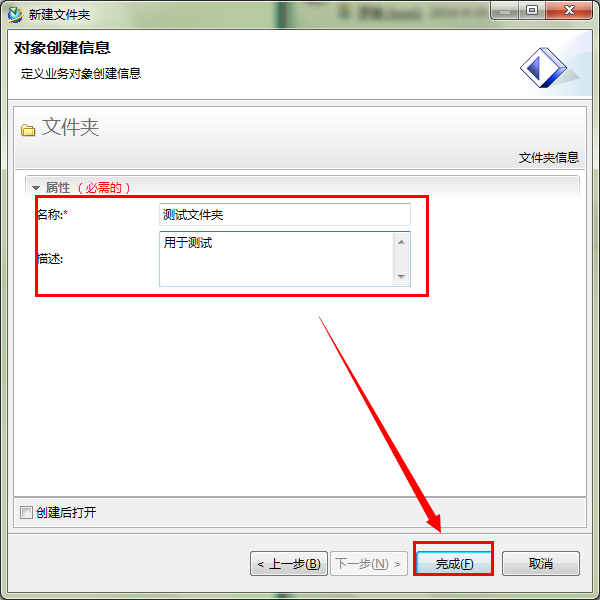 新建文件夹
对象创建信息
定义业务对象创建信息
文件夹
文件夹信息
属性 (必需的)
名称:* 测试文件夹
描述: 用于测试
创建后打开
< 上一步(B) 下一步(N) > 完成(F) 取消